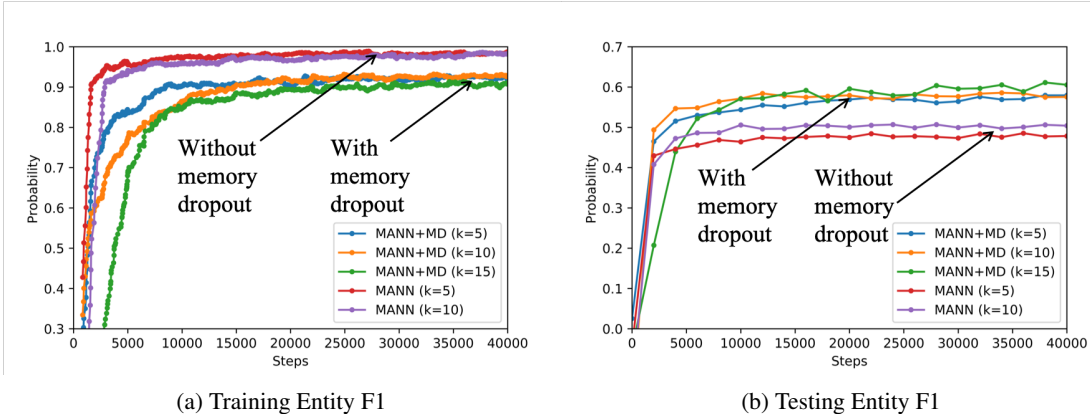 1.0
0.9
0.8
0.7
0.6
0.5
0.4
0.3
Probability
0
5000
10000
15000
20000
25000
30000
35000
40000
Steps
Without
memory
dropout
With
memory
dropout
MANN+MD (k=5)
MANN+MD (k=10)
MANN+MD (k=15)
MANN (k=5)
MANN (k=10)
(a) Training Entity F1
0.7
0.6
0.5
0.4
0.3
0.2
0.1
0.0
Probability
0
5000
10000
15000
20000
25000
30000
35000
40000
Steps
With
memory
dropout
Without
memory
dropout
MANN+MD (k=5)
MANN+MD (k=10)
MANN+MD (k=15)
MANN (k=5)
MANN (k=10)
(b) Testing Entity F1